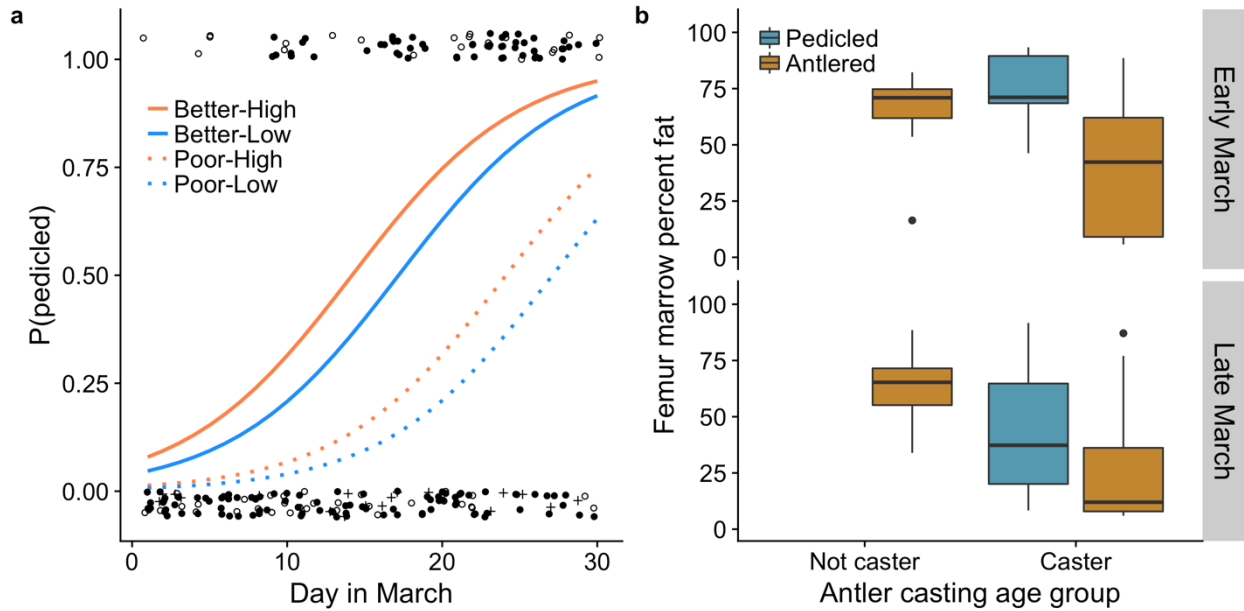 a
1.00
0.75
0.50
0.25
0.00
P(pedicled)
Better-High
Better-Low
Poor-High
Poor-Low
0
10
20
30
Day in March
b
Pedicled
Antlered
100
75
50
25
0
Early March
100
75
50
25
0
Late March
Femur marrow percent fat
Not caster
Caster
Antler casting age group